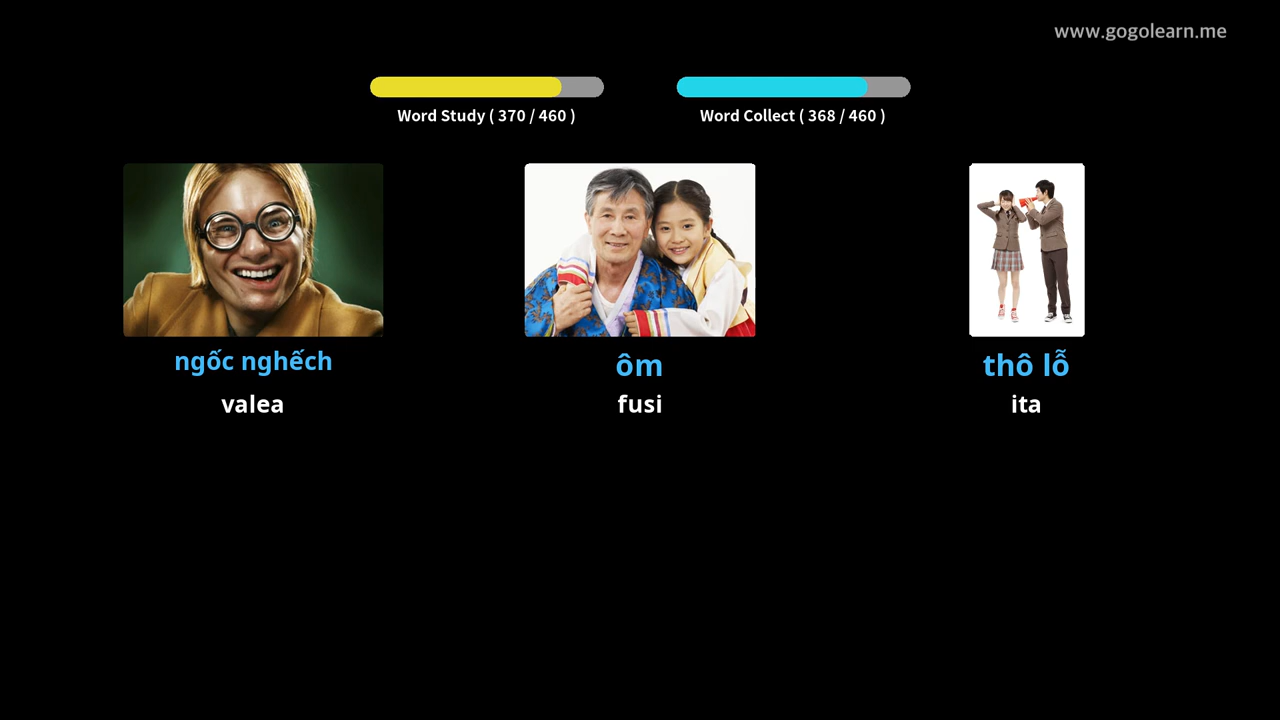 www.gogolearn.me
Word Study ( 370 / 460 )
Word Collect ( 368 / 460 )
ngốc nghếch
ôm
thô lỗ
valea
fusi
ita